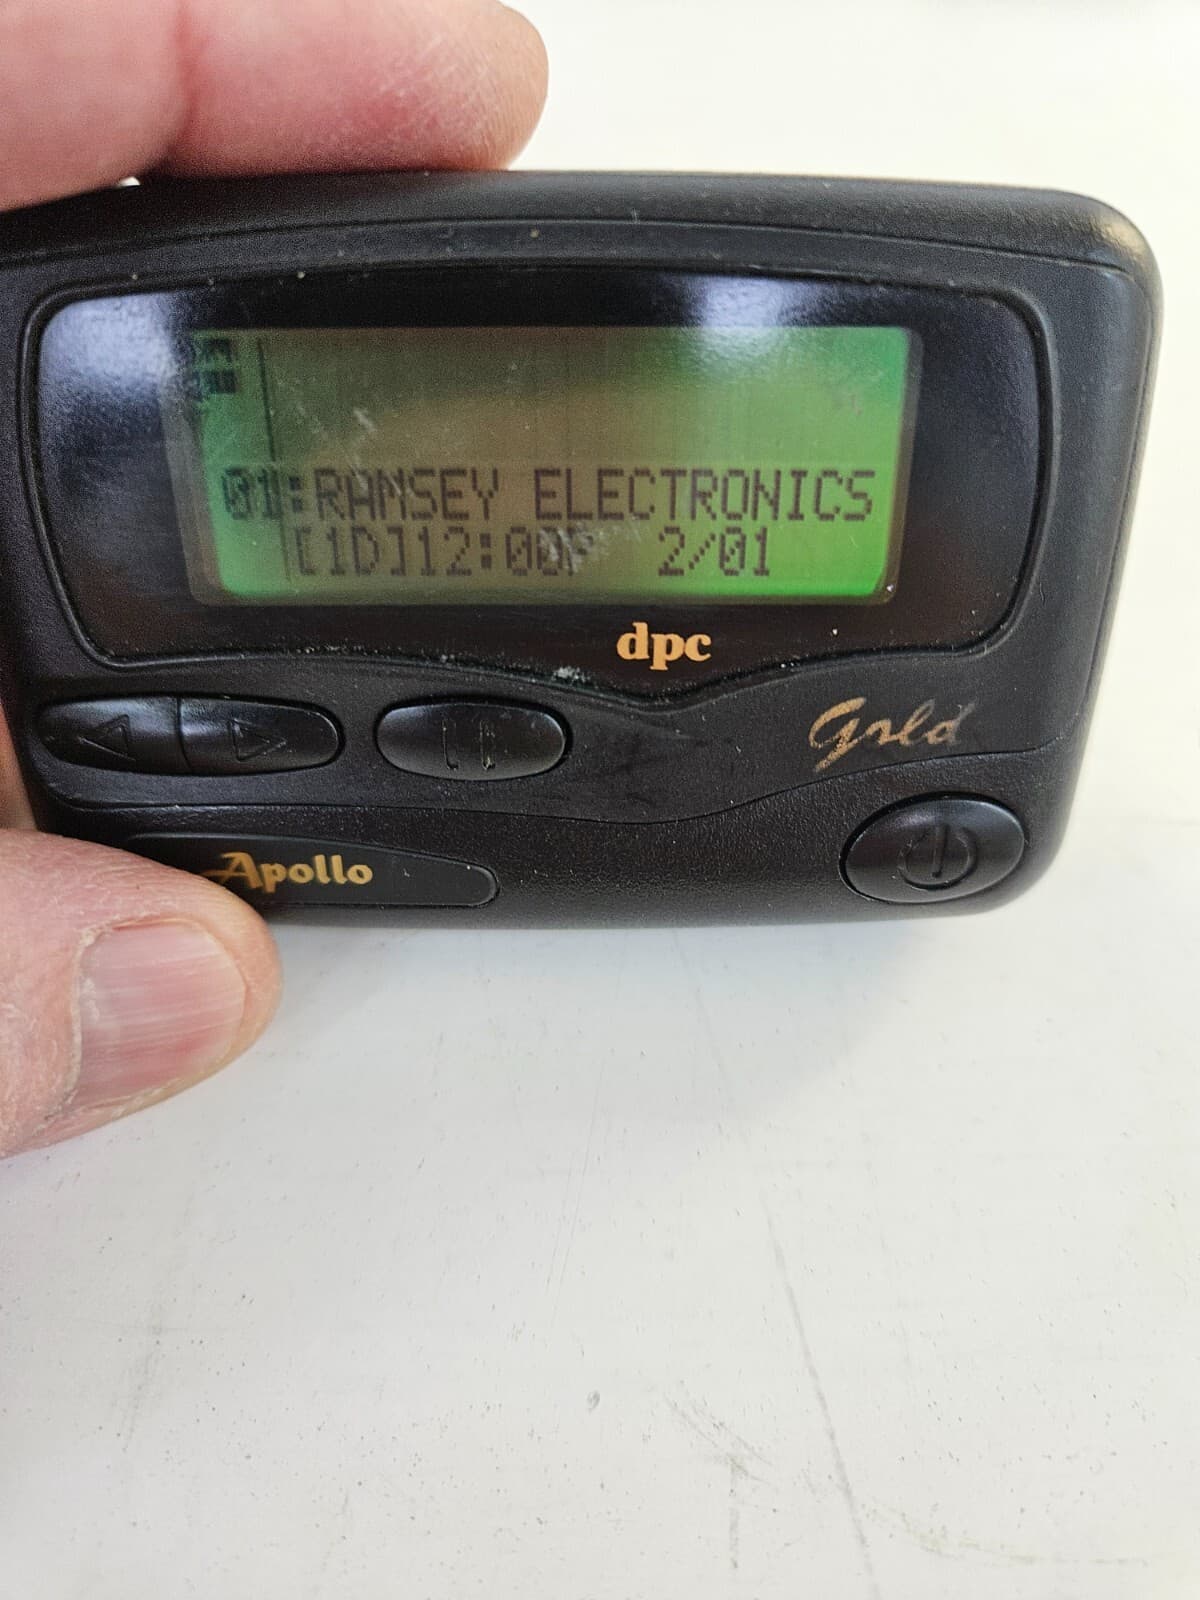 01:RAMSEY ELECTRONICS
[1D]12:00P 2/01
dpc
Gold
Apollo